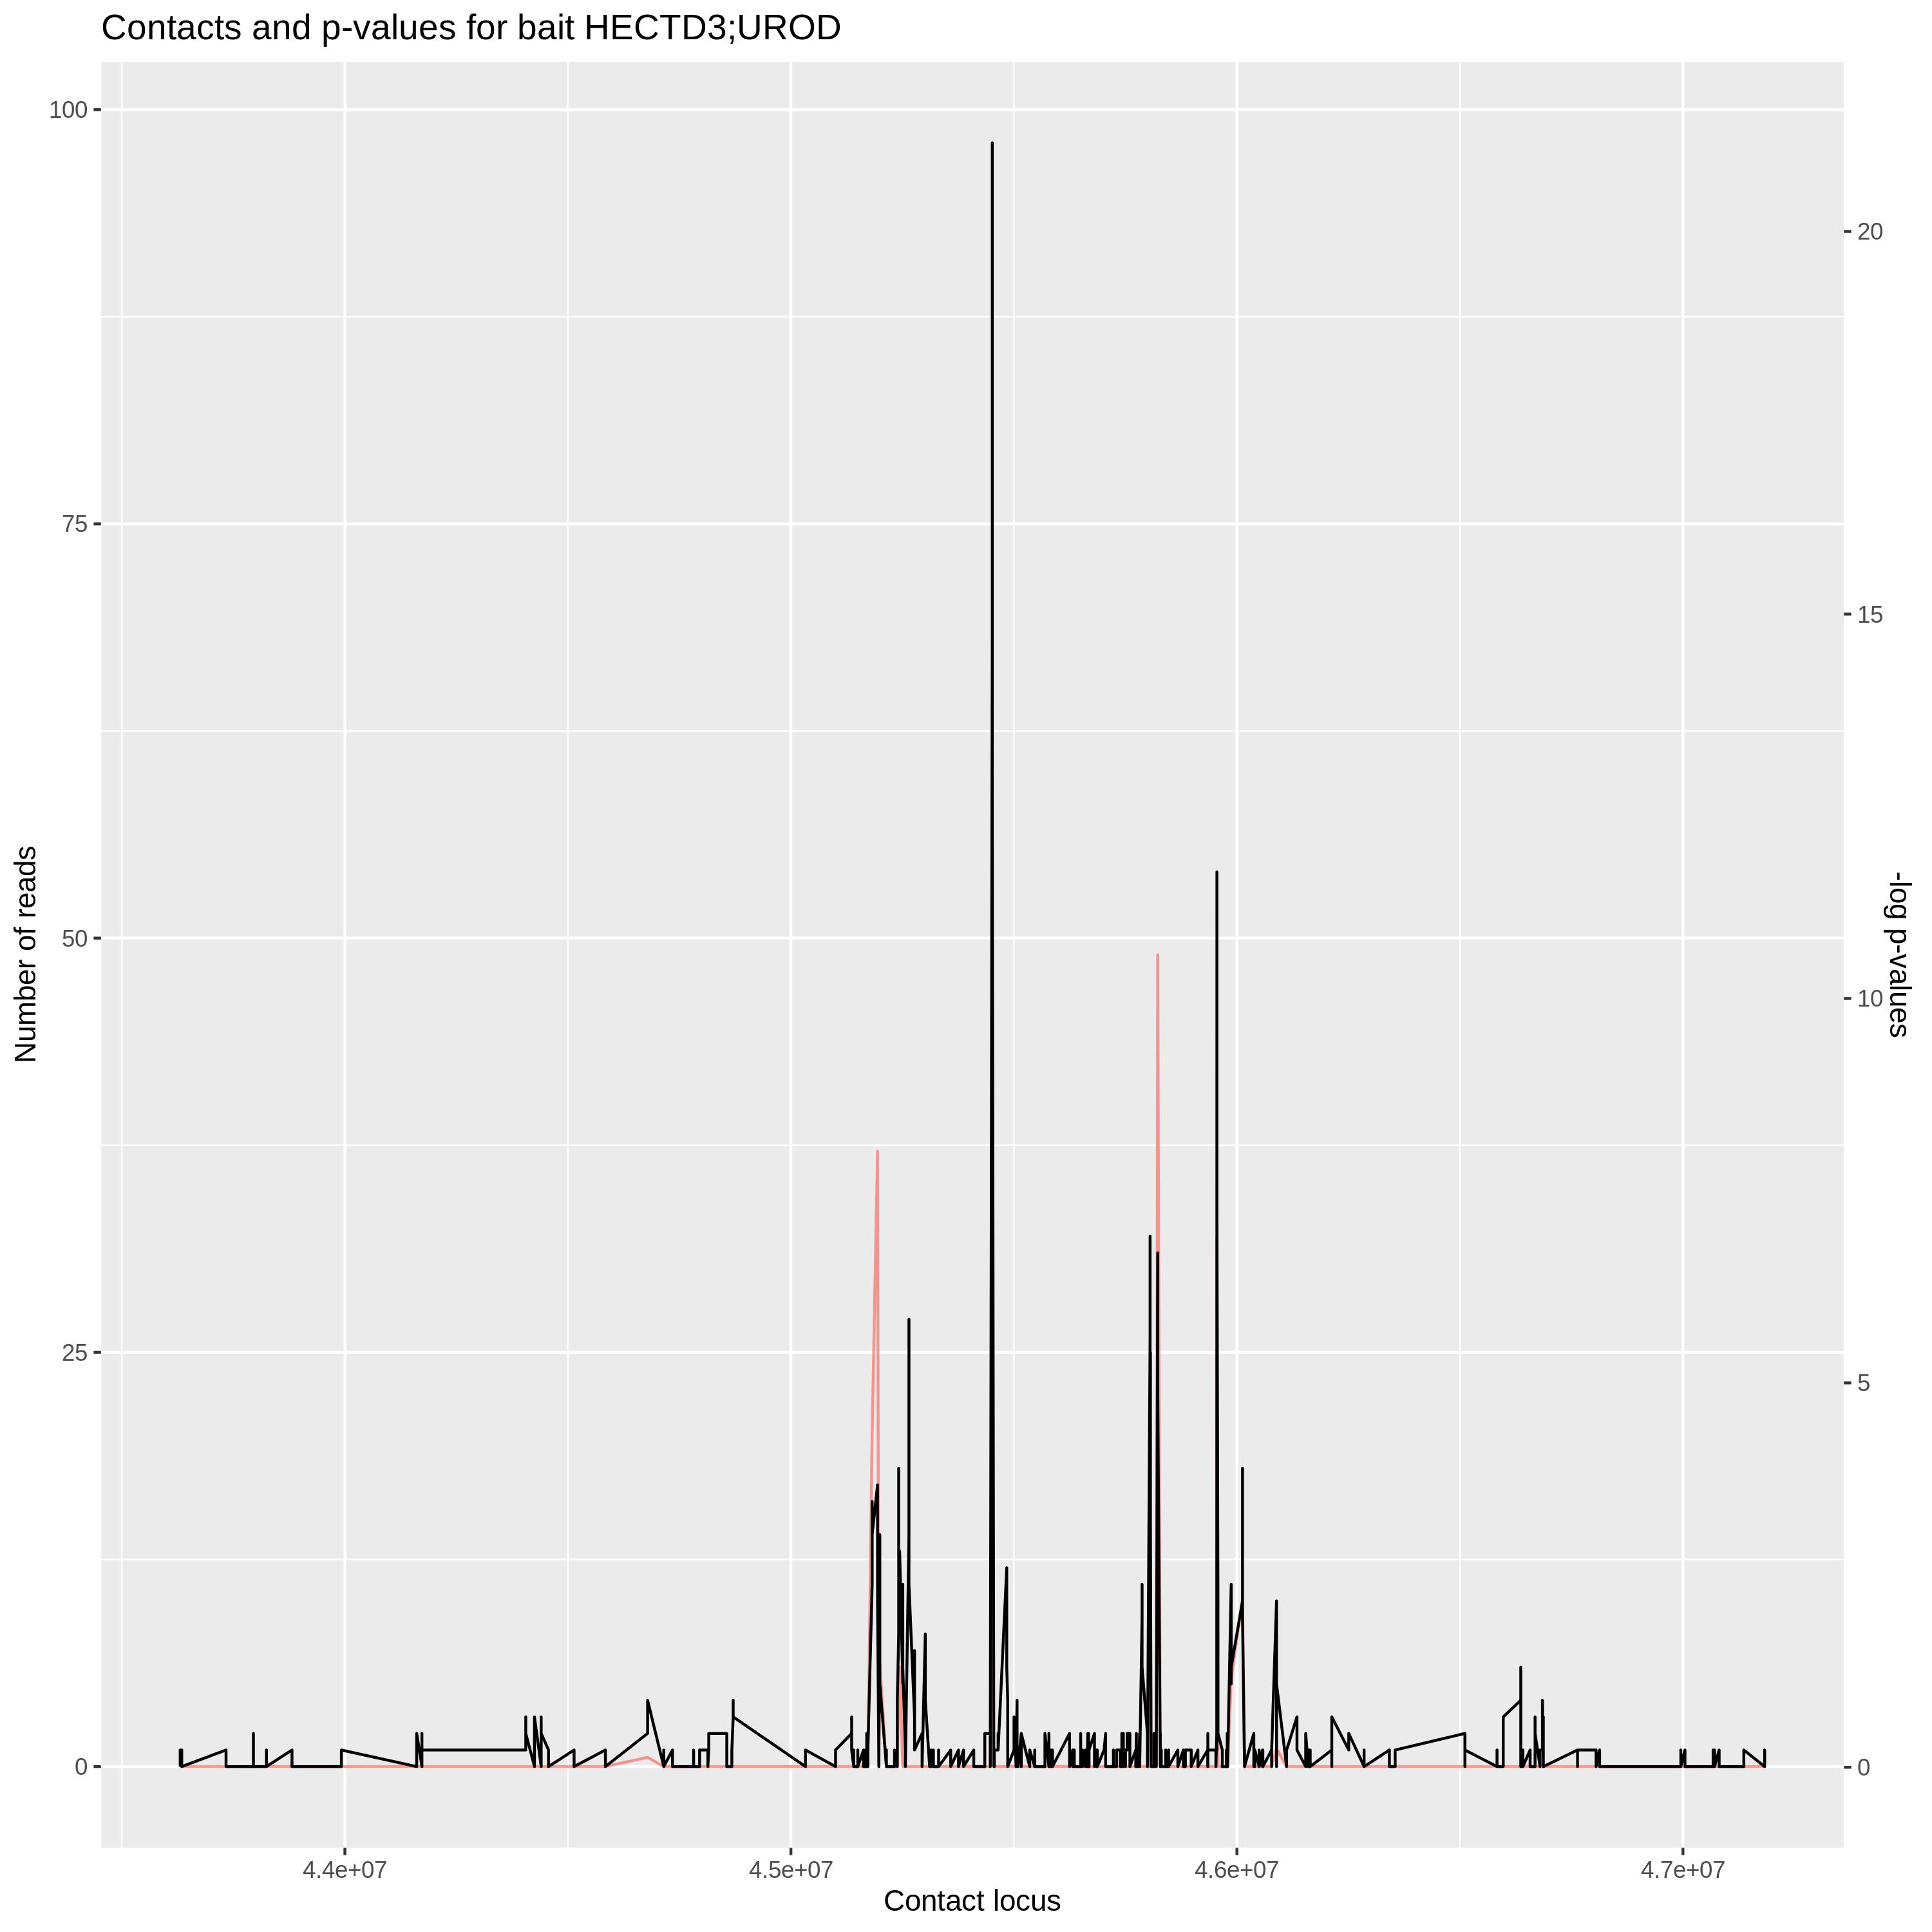 Contacts and p-values for bait HECTD3;UROD
100
75
50
25
0
Number of reads
20
15
10
5
0
-log p-values
4.4e+07
4.5e+07
4.6e+07
4.7e+07
Contact locus